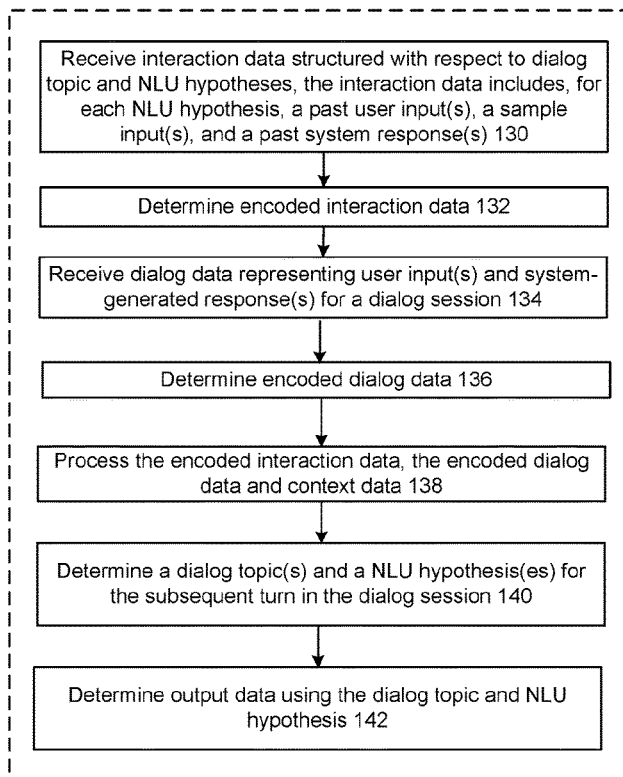 Receive interaction data structured with respect to dialog
topic and NLU hypotheses, the interaction data includes, for
each NLU hypothesis, a past user input(s), a sample
input(s), and a past system response(s) 130
Determine encoded interaction data 132
Receive dialog data representing user input(s) and system-
generated response(s) for a dialog session 134
Determine encoded dialog data 136
Process the encoded interaction data, the encoded dialog
data and context data 138
Determine a dialog topic(s) and a NLU hypothesis(es) for
the subsequent turn in the dialog session 140
Determine output data using the dialog topic and NLU
hypothesis 142